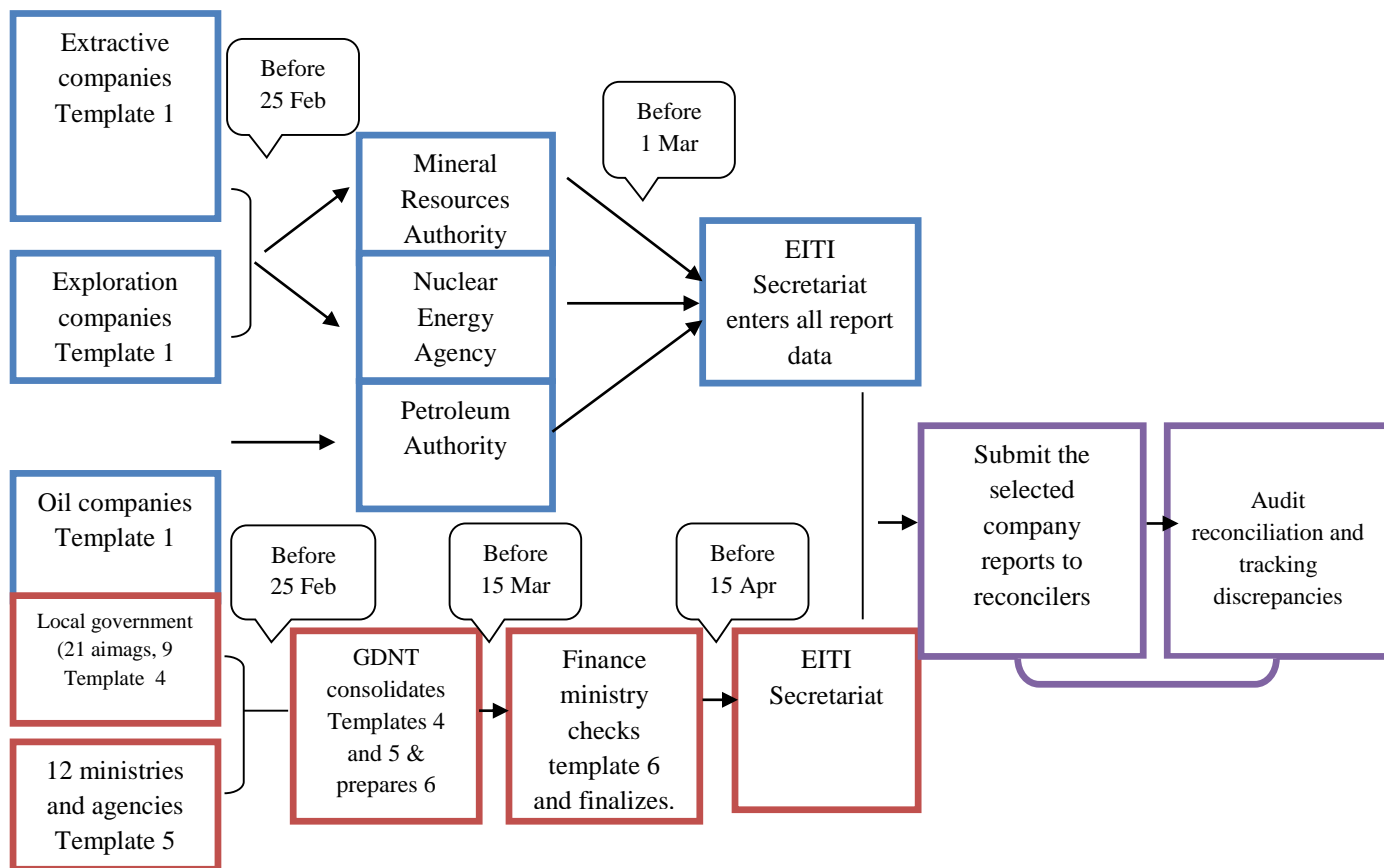 Extractive
companies
Template 1
Before
25 Feb
Before
1 Mar
Mineral
Resources
Authority
Exploration
companies
Template 1
Nuclear
Energy
Agency
EITI
Secretariat
enters all report
data
Petroleum
Authority
Oil companies
Template 1
Submit the
selected
company
reports to
reconcilers
Audit
reconciliation and
tracking
discrepancies
Before
25 Feb
Before
15 Mar
Before
15 Apr
Local government
(21 aimags, 9
Template 4
GDNT
consolidates
Templates 4
and 5 &
prepares 6
Finance
ministry
checks
template 6
and finalizes.
EITI
Secretariat
12 ministries
and agencies
Template 5